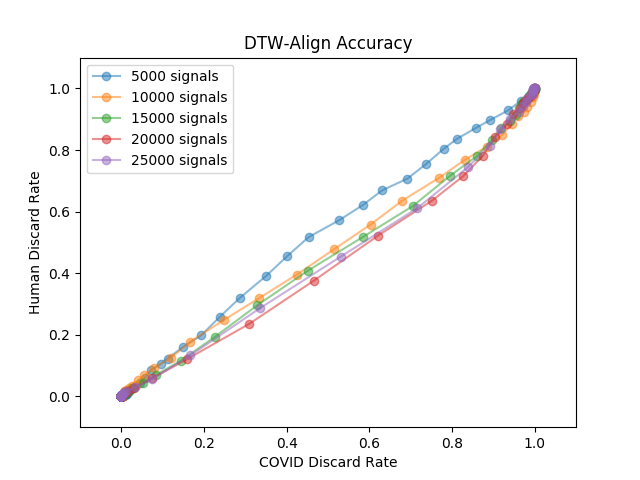 DTW-Align Accuracy
5000 signals
10000 signals
15000 signals
20000 signals
25000 signals
1.0
0.8
0.6
0.4
0.2
0.0
Human Discard Rate
0.0 0.2 0.4 0.6 0.8 1.0
COVID Discard Rate